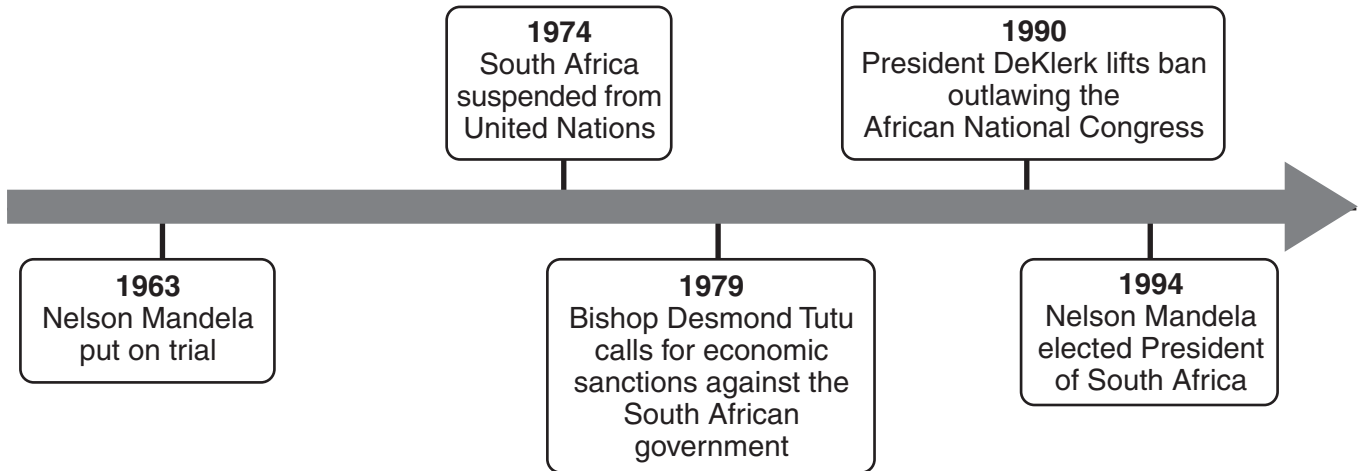 1963
Nelson Mandela
put on trial
1974
South Africa
suspended from
United Nations
1979
Bishop Desmond Tutu
calls for economic
sanctions against the
South African
government
1990
President DeKlerk lifts ban
outlawing the
African National Congress
1994
Nelson Mandela
elected President
of South Africa